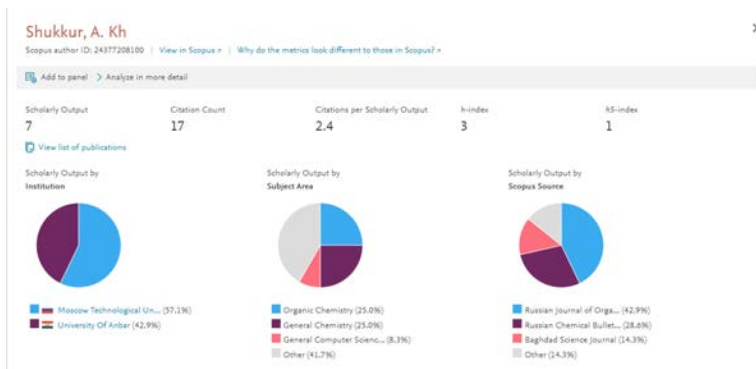 Shukkur, A. Kh
Scopus author ID: 24377208100 | View in Scopus | Why do the metrics look different to those in Scopus?
Add to panel > Analyze in more detail
Scholarly Output
7
Citation Count
17
Citations per Scholarly Output
2.4
h-index
3
h5-index
1
View list of publications
Scholarly Output by
Institution
Moscow Technological Un... (57.1%)
University Of Anbar (42.9%)
Scholarly Output by
Subject Area
Organic Chemistry (25.0%)
General Chemistry (25.0%)
General Computer Scienc... (8.3%)
Other (41.7%)
Scholarly Output by
Scopus Source
Russian Journal of Orga... (42.9%)
Russian Chemical Bullet... (28.6%)
Baghdad Science Journal (14.3%)
Other (14.3%)